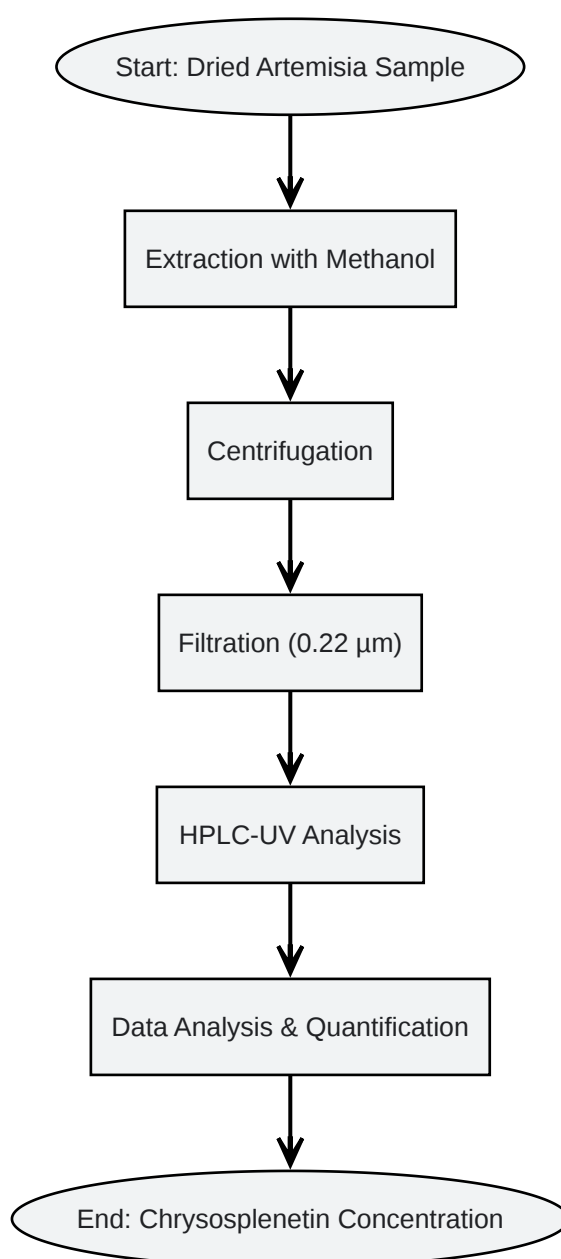 Start: Dried Artemisia Sample
Extraction with Methanol
Centrifugation
Filtration (0.22 µm)
HPLC-UV Analysis
Data Analysis & Quantification
End: Chrysosplenetin Concentration